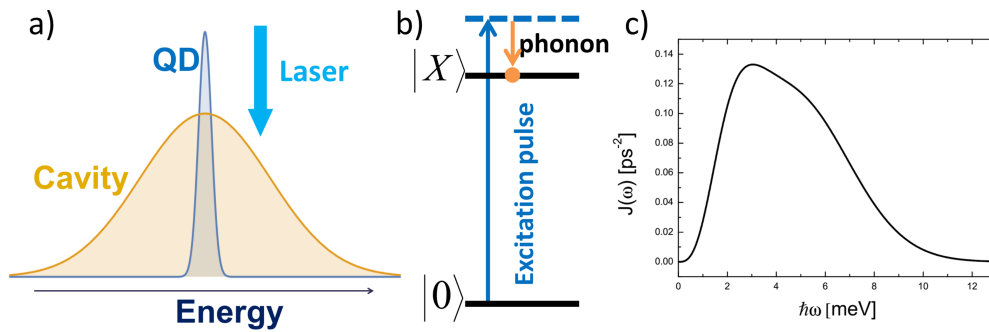 a)
QD
Laser
Cavity
Energy
b)
phonon
|X⟩
Excitation pulse
|0⟩
c)
0.14
0.12
0.10
0.08
0.06
0.04
0.02
0.00
J(ω) [ps⁻²]
0 2 4 6 8 10 12
ħω [meV]